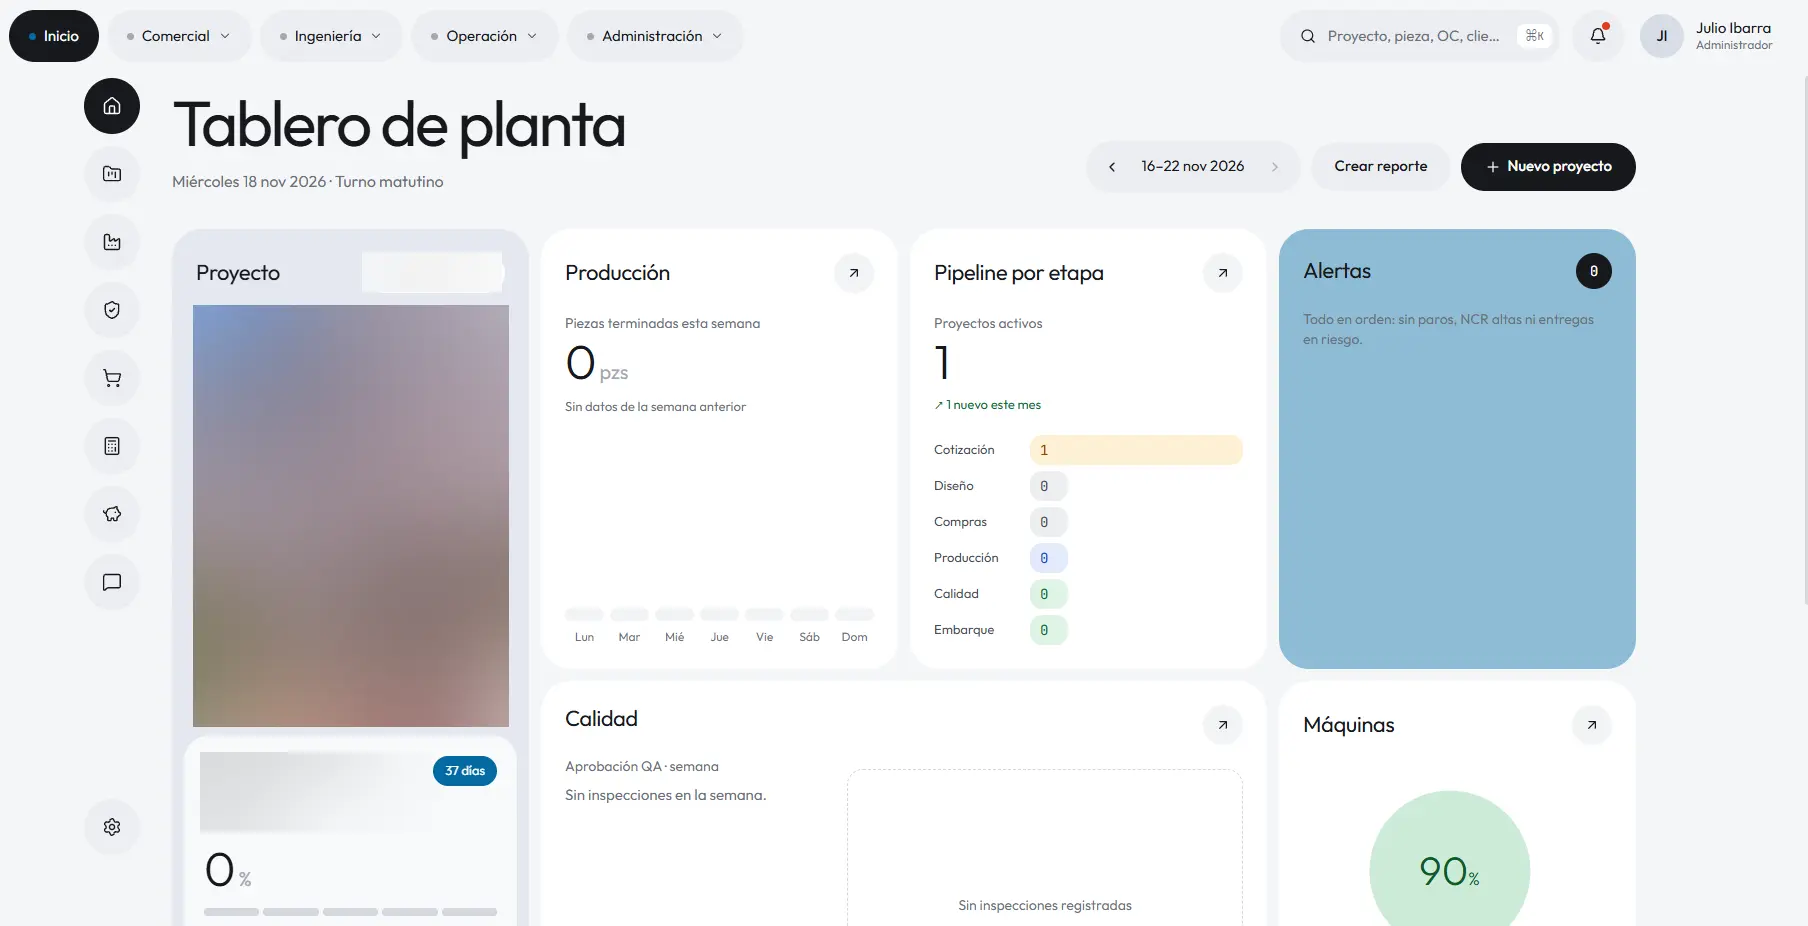 Inicio
Comercial
Ingeniería
Operación
Administración
Proyecto, pieza, OC, clie...
⌘K
JI
Julio Ibarra
Administrador
Tablero de planta
Miércoles 18 nov 2026 · Turno matutino
16–22 nov 2026
Crear reporte
Nuevo proyecto
Proyecto
37 días
0 %
Producción
Piezas terminadas esta semana
0 pzs
Sin datos de la semana anterior
Lun Mar Mié Jue Vie Sáb Dom
Pipeline por etapa
Proyectos activos
1
↗ 1 nuevo este mes
Cotización 1
Diseño 0
Compras 0
Producción 0
Calidad 0
Embarque 0
Alertas
0
Todo en orden: sin paros, NCR altas ni entregas
en riesgo.
Calidad
Aprobación QA · semana
Sin inspecciones en la semana.
Sin inspecciones registradas
Máquinas
90%